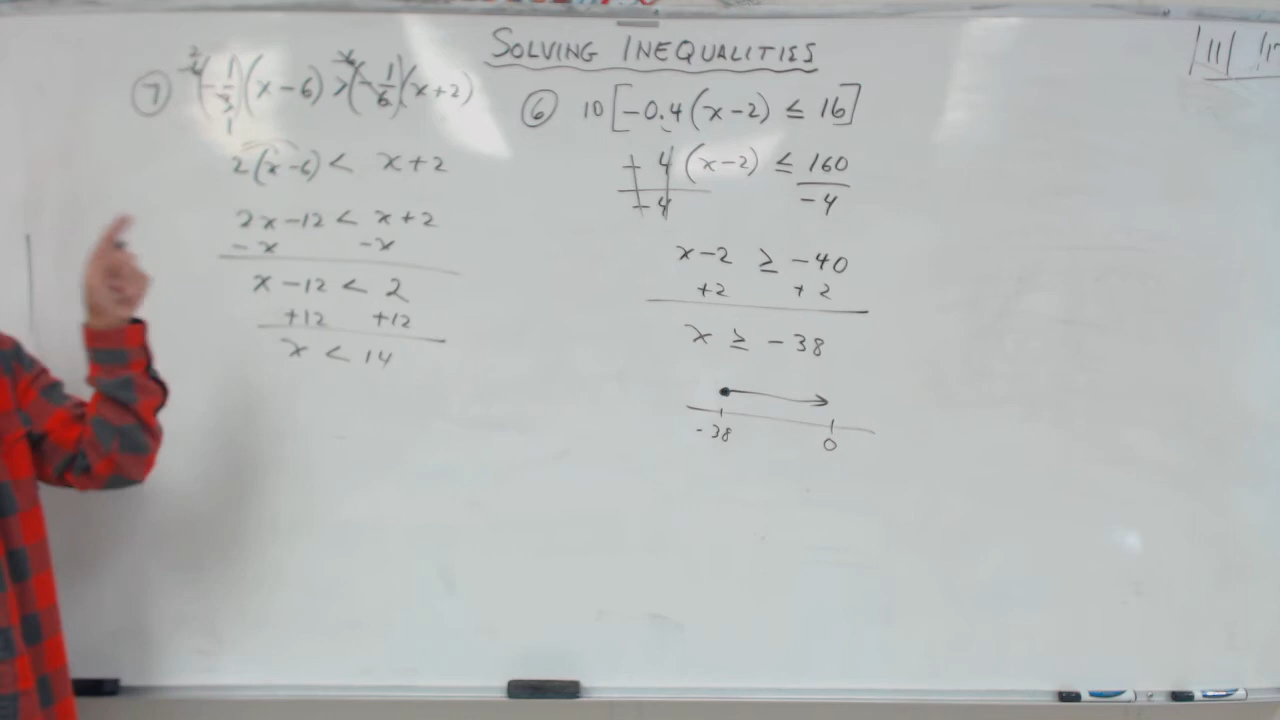 SOLVING INEQUALITIES
⑦ (-1/3)(x-6) > (-1/6)(x+2)
2(x-6) < x+2
2x-12 < x+2
-x -x
x-12 < 2
+12 +12
x < 14
⑥ 10[-0.4(x-2) ≤ 16]
-4(x-2) ≤ 160
-4 -4
x-2 ≥ -40
+2 +2
x ≥ -38
-38 0
11